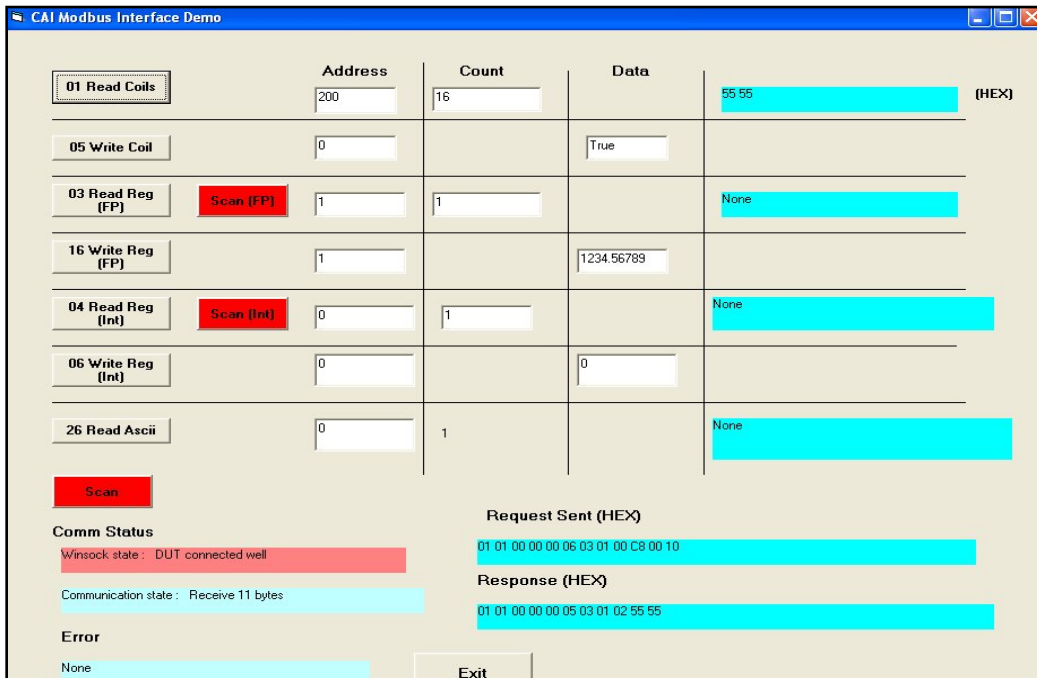 CAI Modbus Interface Demo
Address Count Data
01 Read Coils 200 16 55 55 (HEX)
05 Write Coil 0 True
03 Read Reg (FP) Scan (FP) 1 1 None
16 Write Reg (FP) 1 1234.56789
04 Read Reg (Int) Scan (Int) 0 1 None
06 Write Reg (Int) 0 0
26 Read Ascii 0 1 None
Scan
Request Sent (HEX)
Comm Status
Winsock state : DUT connected well
01 01 00 00 00 06 03 01 00 C8 00 10
Response (HEX)
Communication state : Receive 11 bytes
01 01 00 00 00 05 03 01 02 55 55
Error
None
Exit